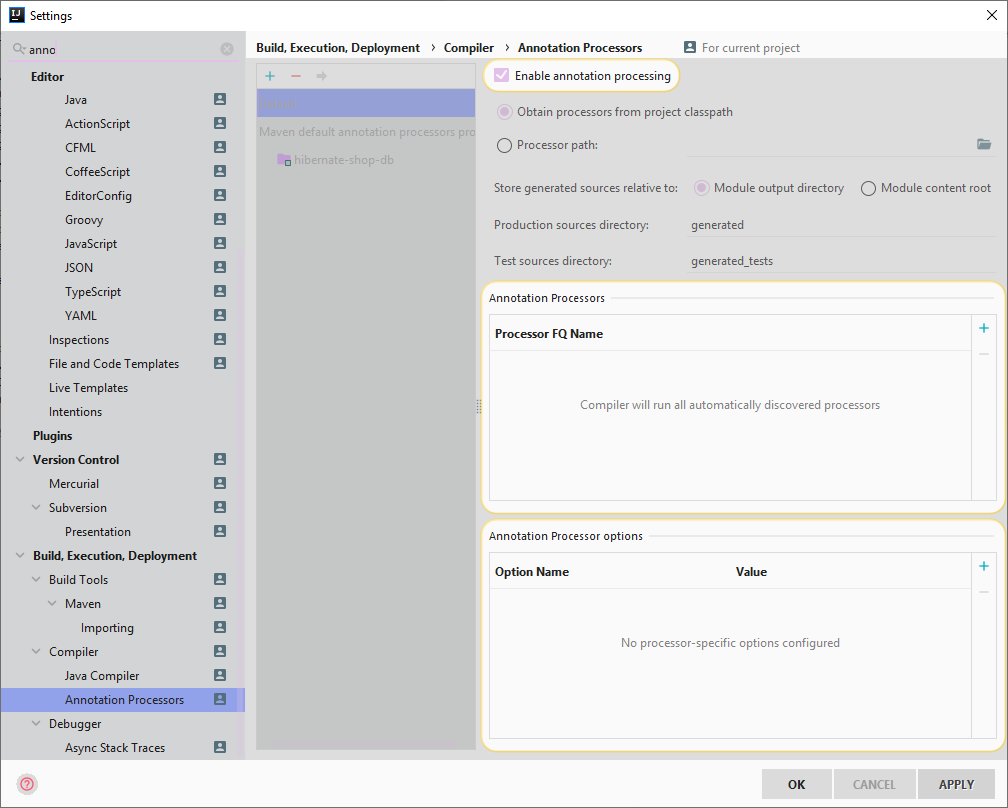 IJ
Settings
anno
Editor
Java
ActionScript
CFML
CoffeeScript
EditorConfig
Groovy
JavaScript
JSON
TypeScript
YAML
Inspections
File and Code Templates
Live Templates
Intentions
Plugins
Version Control
Mercurial
Subversion
Presentation
Build, Execution, Deployment
Build Tools
Maven
Importing
Compiler
Java Compiler
Annotation Processors
Debugger
Async Stack Traces
Build, Execution, Deployment › Compiler › Annotation Processors
For current project
Maven default annotation processors pro
hibernate-shop-db
Enable annotation processing
Obtain processors from project classpath
Processor path:
Store generated sources relative to: Module output directory Module content root
Production sources directory: generated
Test sources directory: generated_tests
Annotation Processors
Processor FQ Name
Compiler will run all automatically discovered processors
Annotation Processor options
Option Name Value
No processor-specific options configured
?
OK CANCEL APPLY